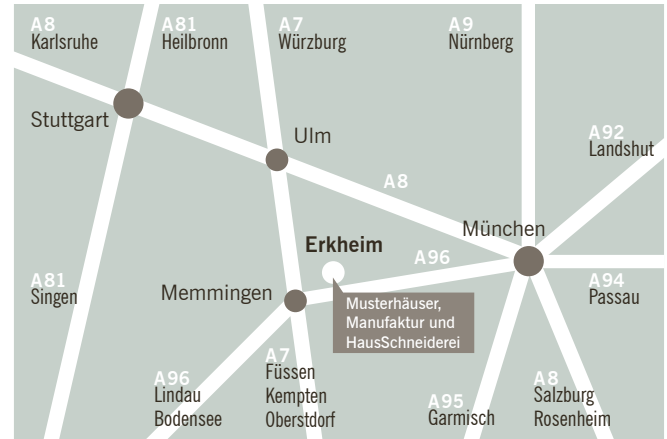 A8
Karlsruhe
A81
Heilbronn
A7
Würzburg
A9
Nürnberg
Stuttgart
Ulm
A92
Landshut
A8
München
Erkheim
A96
A81
Singen
Memmingen
A94
Passau
Musterhäuser,
Manufaktur und
HausSchneiderei
A96
Lindau
Bodensee
A7
Füssen
Kempten
Oberstdorf
A95
Garmisch
A8
Salzburg
Rosenheim